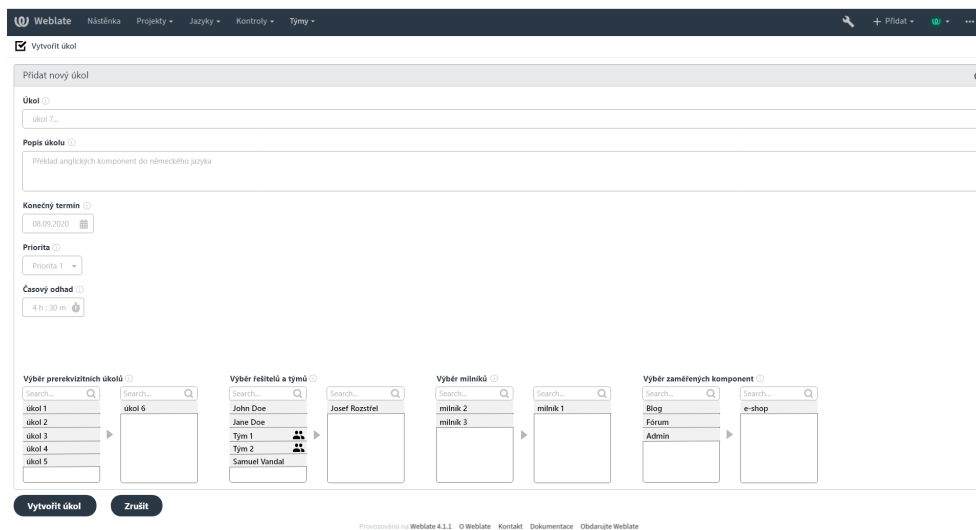 Weblate Nástěnka Projekty Jazyky Kontroly Týmy + Přidat
Vytvořit úkol
Přidat nový úkol
Úkol
úkol 7...
Popis úkolu
Překlad anglických komponent do německého jazyka
Konečný termín
08.09.2020
Priorita
Priorita 1
Časový odhad
4 h : 30 m
Výběr prerekvizitních úkolů Výběr řešitelů a týmů Výběr milníků Výběr zaměřených komponent
Search... Search... Search... Search... Search... Search... Search... Search...
úkol 1 úkol 6 John Doe Josef Rozstřel milník 2 milník 1 Blog e-shop
úkol 2 Jane Doe milník 3 Fórum
úkol 3 Tým 1 Admin
úkol 4 Tým 2
úkol 5 Samuel Vandal
Vytvořit úkol Zrušit
Provozováno na Weblate 4.1.1 O Weblate Kontakt Dokumentace Obdarujte Weblate